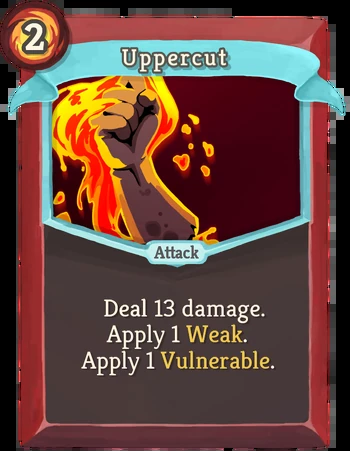 2
Uppercut
Attack
Deal 13 damage.
Apply 1 Weak.
Apply 1 Vulnerable.